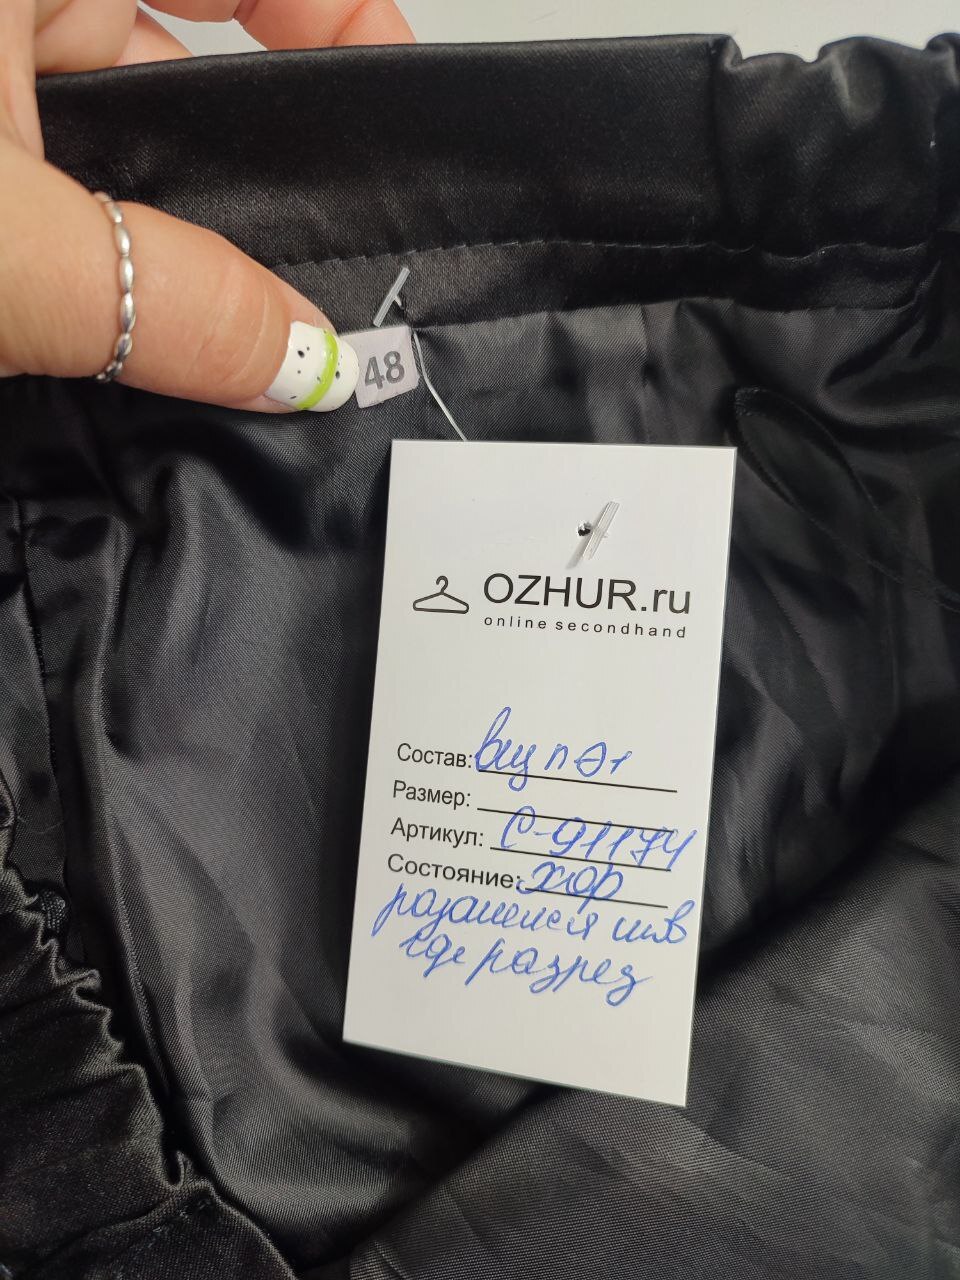 48
OZHUR.ru
online secondhand
Состав: виц п эт
Размер:
Артикул: С-91174
Состояние: хор
разошелся шов
где разрез